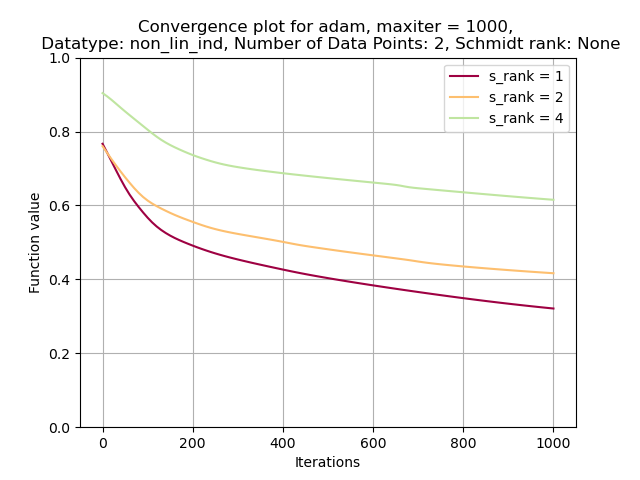 Convergence plot for adam, maxiter = 1000,
Datatype: non_lin_ind, Number of Data Points: 2, Schmidt rank: None
1.0
0.8
0.6
0.4
0.2
0.0
Function value
s_rank = 1
s_rank = 2
s_rank = 4
0 200 400 600 800 1000
Iterations